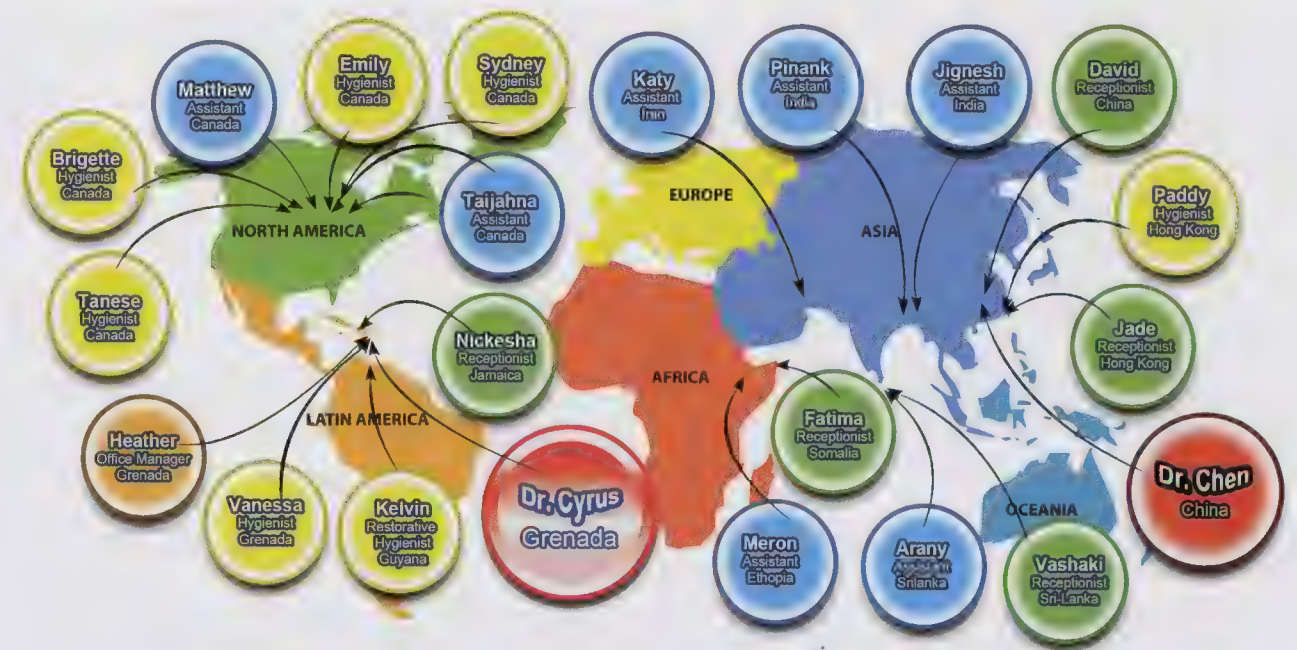 Matthew
Assistant
Canada
Emily
Hygienist
Canada
Sydney
Hygienist
Canada
Katy
Assistant
Pinank
Assistant
India
Jignesh
Assistant
India
David
Receptionist
China
Brigette
Hygienist
Canada
Taijahna
Assistant
Canada
Paddy
Hygienist
Hong Kong
EUROPE
NORTH AMERICA
ASIA
Tanese
Hygienist
Canada
Nickesha
Receptionist
Jamaica
Jade
Receptionist
Hong Kong
AFRICA
LATIN AMERICA
Fatima
Receptionist
Somalia
Heather
Office Manager
Grenada
Vanessa
Hygienist
Grenada
Kelvin
Restorative
Hygienist
Guyana
Dr. Cyrus
Grenada
Meron
Assistant
Ethopia
Arany
Assistant
Srilanka
OCEANIA
Vashaki
Receptionist
Sri-Lanka
Dr. Chen
China